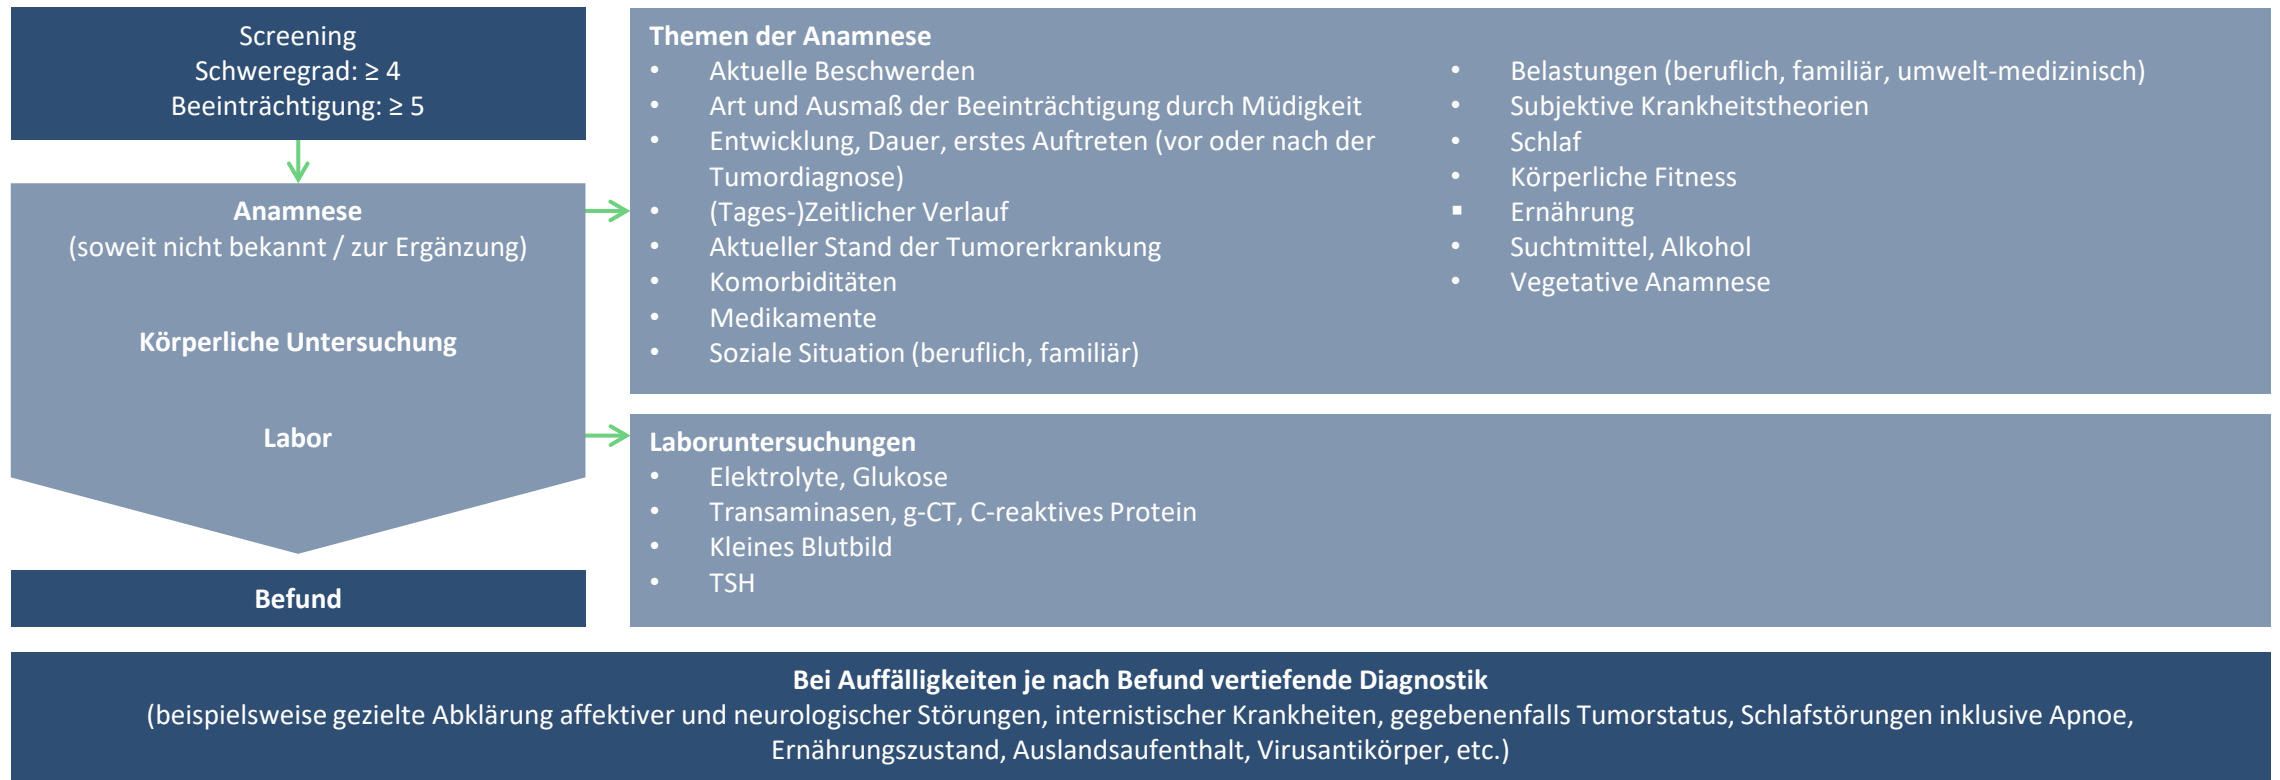 Screening
Schweregrad: ≥ 4
Beeinträchtigung: ≥ 5
Anamnese
(soweit nicht bekannt / zur Ergänzung)
Körperliche Untersuchung
Labor
Befund
Themen der Anamnese
• Aktuelle Beschwerden
• Art und Ausmaß der Beeinträchtigung durch Müdigkeit
• Entwicklung, Dauer, erstes Auftreten (vor oder nach der
Tumordiagnose)
• (Tages-)Zeitlicher Verlauf
• Aktueller Stand der Tumorerkrankung
• Komorbiditäten
• Medikamente
• Soziale Situation (beruflich, familiär)
• Belastungen (beruflich, familiär, umwelt-medizinisch)
• Subjektive Krankheitstheorien
• Schlaf
• Körperliche Fitness
▪ Ernährung
• Suchtmittel, Alkohol
• Vegetative Anamnese
Laboruntersuchungen
• Elektrolyte, Glukose
• Transaminasen, g-CT, C-reaktives Protein
• Kleines Blutbild
• TSH
Bei Auffälligkeiten je nach Befund vertiefende Diagnostik
(beispielsweise gezielte Abklärung affektiver und neurologischer Störungen, internistischer Krankheiten, gegebenenfalls Tumorstatus, Schlafstörungen inklusive Apnoe,
Ernährungszustand, Auslandsaufenthalt, Virusantikörper, etc.)